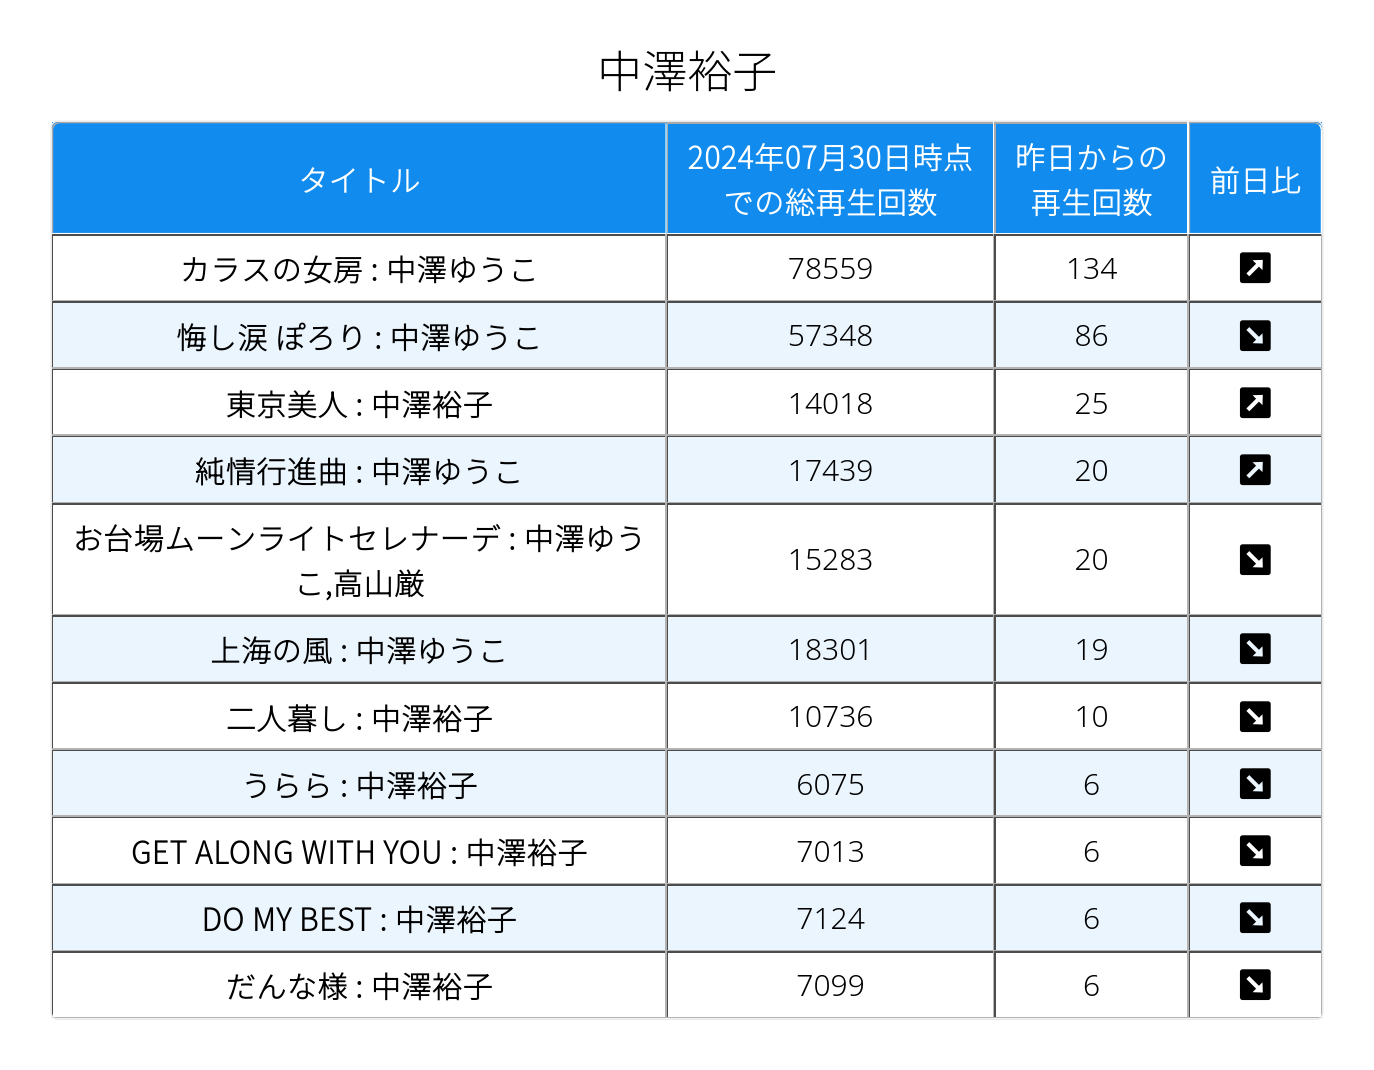 中澤裕子
タイトル
2024年07月30日時点
での総再生回数
昨日からの
再生回数
前日比
カラスの女房 : 中澤ゆうこ 78559 134
悔し涙 ぽろり : 中澤ゆうこ 57348 86
東京美人 : 中澤裕子 14018 25
純情行進曲 : 中澤ゆうこ 17439 20
お台場ムーンライトセレナーデ : 中澤ゆう
こ,高山厳 15283 20
上海の風 : 中澤ゆうこ 18301 19
二人暮し : 中澤裕子 10736 10
うらら : 中澤裕子 6075 6
GET ALONG WITH YOU : 中澤裕子 7013 6
DO MY BEST : 中澤裕子 7124 6
だんな様 : 中澤裕子 7099 6